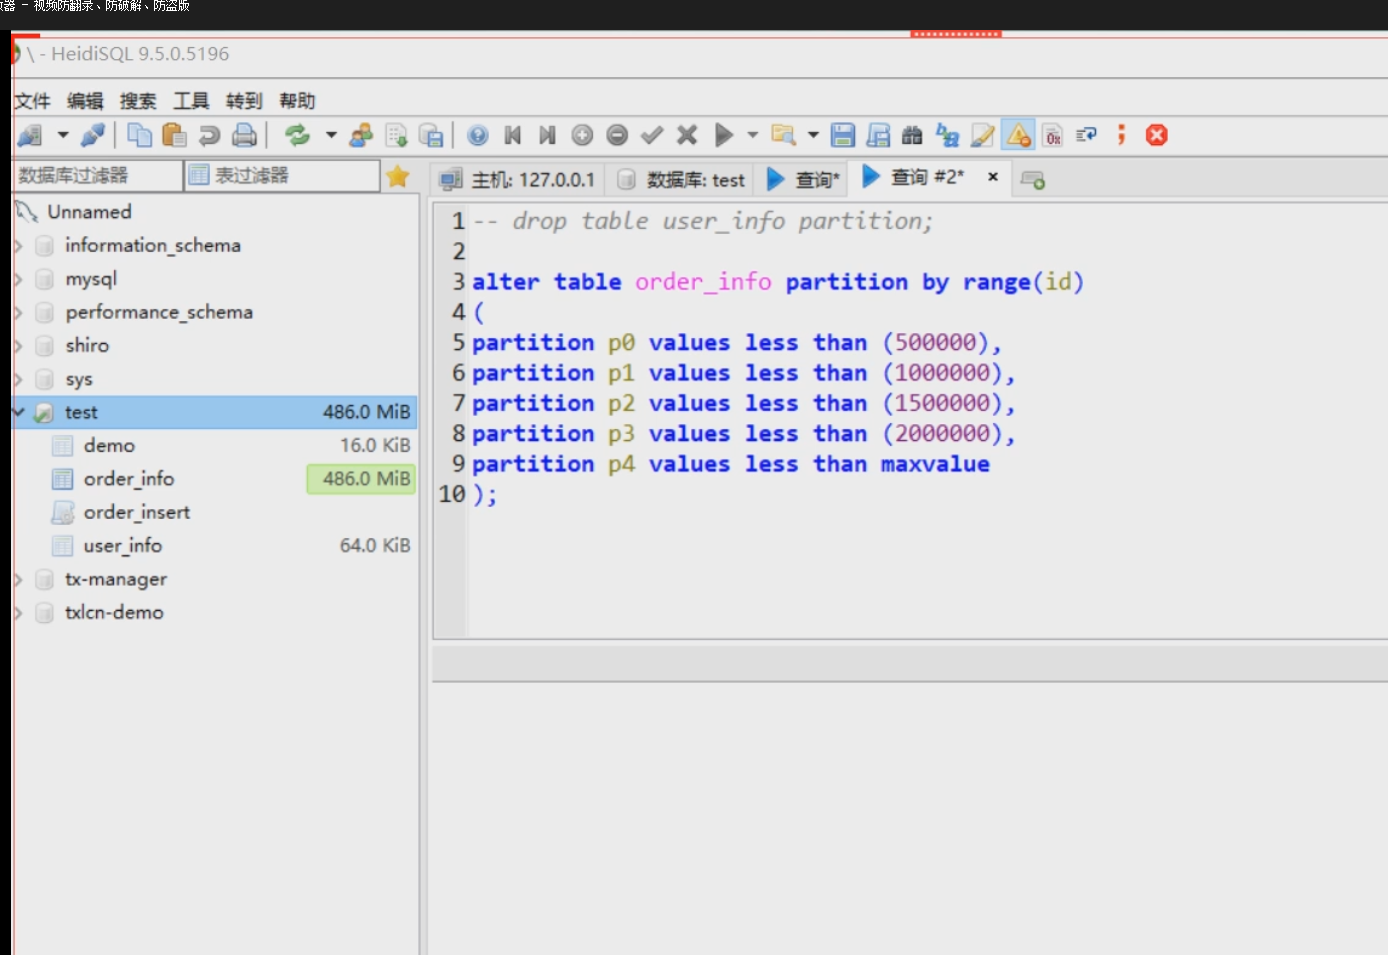 器 - 视频防翻录、防破解、防盗版
\ - HeidiSQL 9.5.0.5196
文件 编辑 搜索 工具 转到 帮助
数据库过滤器 表过滤器 主机: 127.0.0.1 数据库: test 查询* 查询 #2* ×
Unnamed
information_schema
mysql
performance_schema
shiro
sys
test 486.0 MiB
demo 16.0 KiB
order_info 486.0 MiB
order_insert
user_info 64.0 KiB
tx-manager
txlcn-demo
1 -- drop table user_info partition;
2
3 alter table order_info partition by range(id)
4 (
5 partition p0 values less than (500000),
6 partition p1 values less than (1000000),
7 partition p2 values less than (1500000),
8 partition p3 values less than (2000000),
9 partition p4 values less than maxvalue
10 );